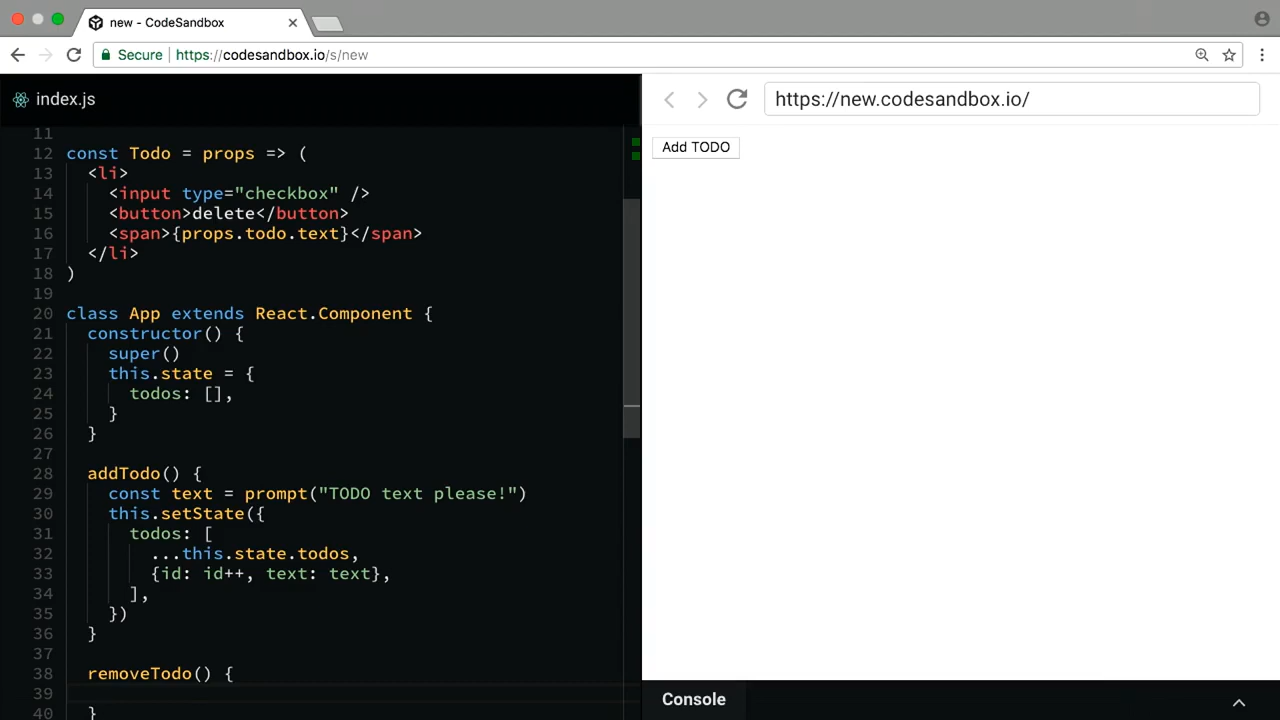 new - CodeSandbox
Secure https://codesandbox.io/s/new
index.js
11
12 const Todo = props => (
13 <li>
14 <input type="checkbox" />
15 <button>delete</button>
16 <span>{props.todo.text}</span>
17 </li>
18 )
19
20 class App extends React.Component {
21 constructor() {
22 super()
23 this.state = {
24 todos: [],
25 }
26 }
27
28 addTodo() {
29 const text = prompt("TODO text please!")
30 this.setState({
31 todos: [
32 ...this.state.todos,
33 {id: id++, text: text},
34 ],
35 })
36 }
37
38 removeTodo() {
39
40 }
https://new.codesandbox.io/
Add TODO
Console